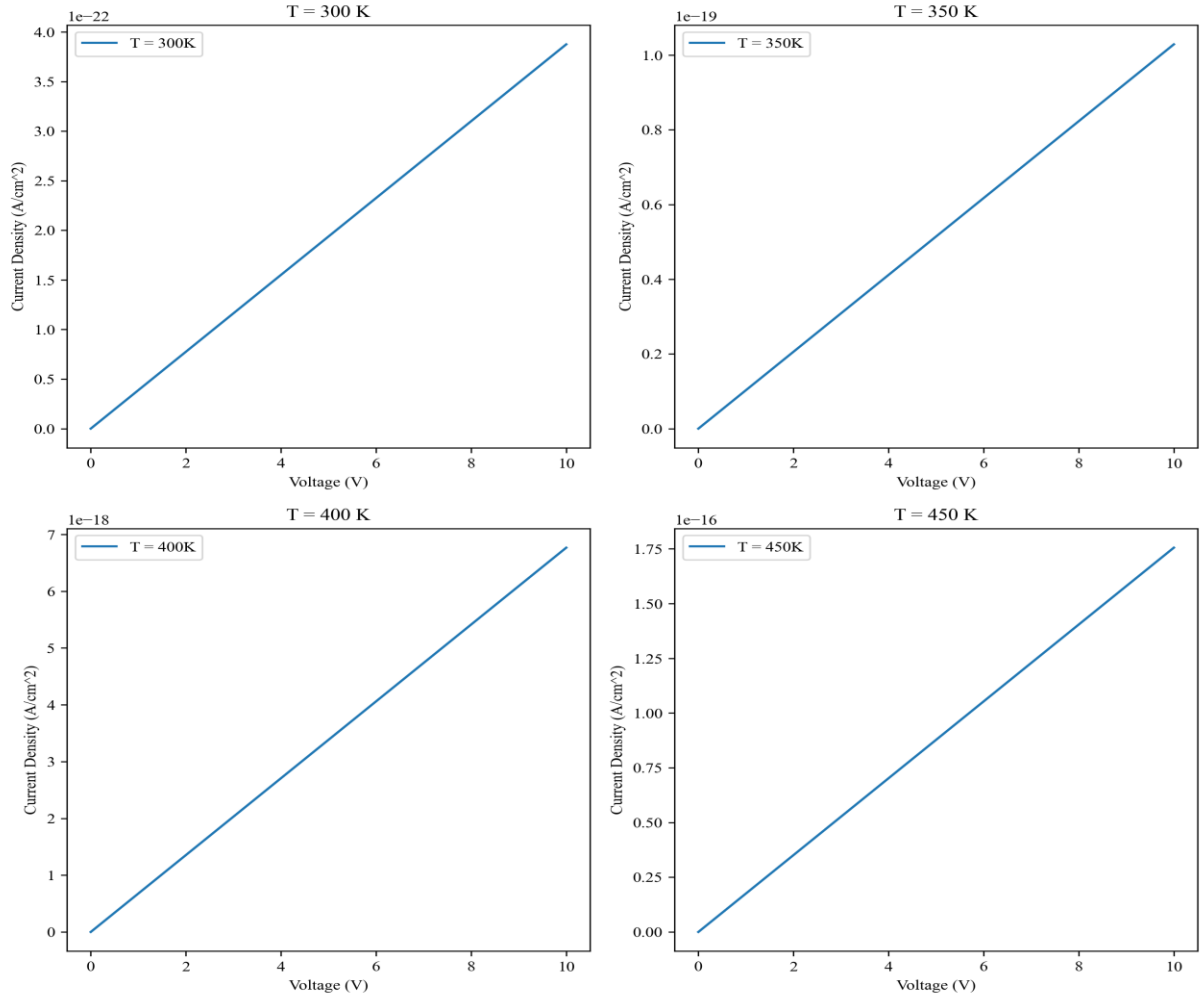 T = 300 K
1e−22
T = 300K
4.0
3.5
3.0
2.5
2.0
1.5
1.0
0.5
0.0
Current Density (A/cm^2)
0 2 4 6 8 10
Voltage (V)
T = 350 K
1e−19
T = 350K
1.0
0.8
0.6
0.4
0.2
0.0
Current Density (A/cm^2)
0 2 4 6 8 10
Voltage (V)
T = 400 K
1e−18
T = 400K
7
6
5
4
3
2
1
0
Current Density (A/cm^2)
0 2 4 6 8 10
Voltage (V)
T = 450 K
1e−16
T = 450K
1.75
1.50
1.25
1.00
0.75
0.50
0.25
0.00
Current Density (A/cm^2)
0 2 4 6 8 10
Voltage (V)